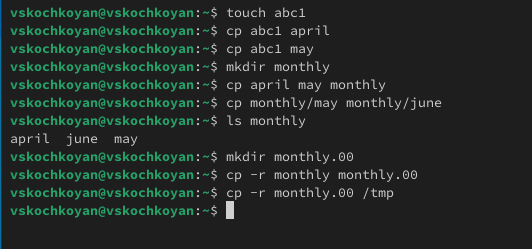 vskochkoyan@vskochkoyan:~$ touch abc1
vskochkoyan@vskochkoyan:~$ cp abc1 april
vskochkoyan@vskochkoyan:~$ cp abc1 may
vskochkoyan@vskochkoyan:~$ mkdir monthly
vskochkoyan@vskochkoyan:~$ cp april may monthly
vskochkoyan@vskochkoyan:~$ cp monthly/may monthly/june
vskochkoyan@vskochkoyan:~$ ls monthly
april  june  may
vskochkoyan@vskochkoyan:~$ mkdir monthly.00
vskochkoyan@vskochkoyan:~$ cp -r monthly monthly.00
vskochkoyan@vskochkoyan:~$ cp -r monthly.00 /tmp
vskochkoyan@vskochkoyan:~$